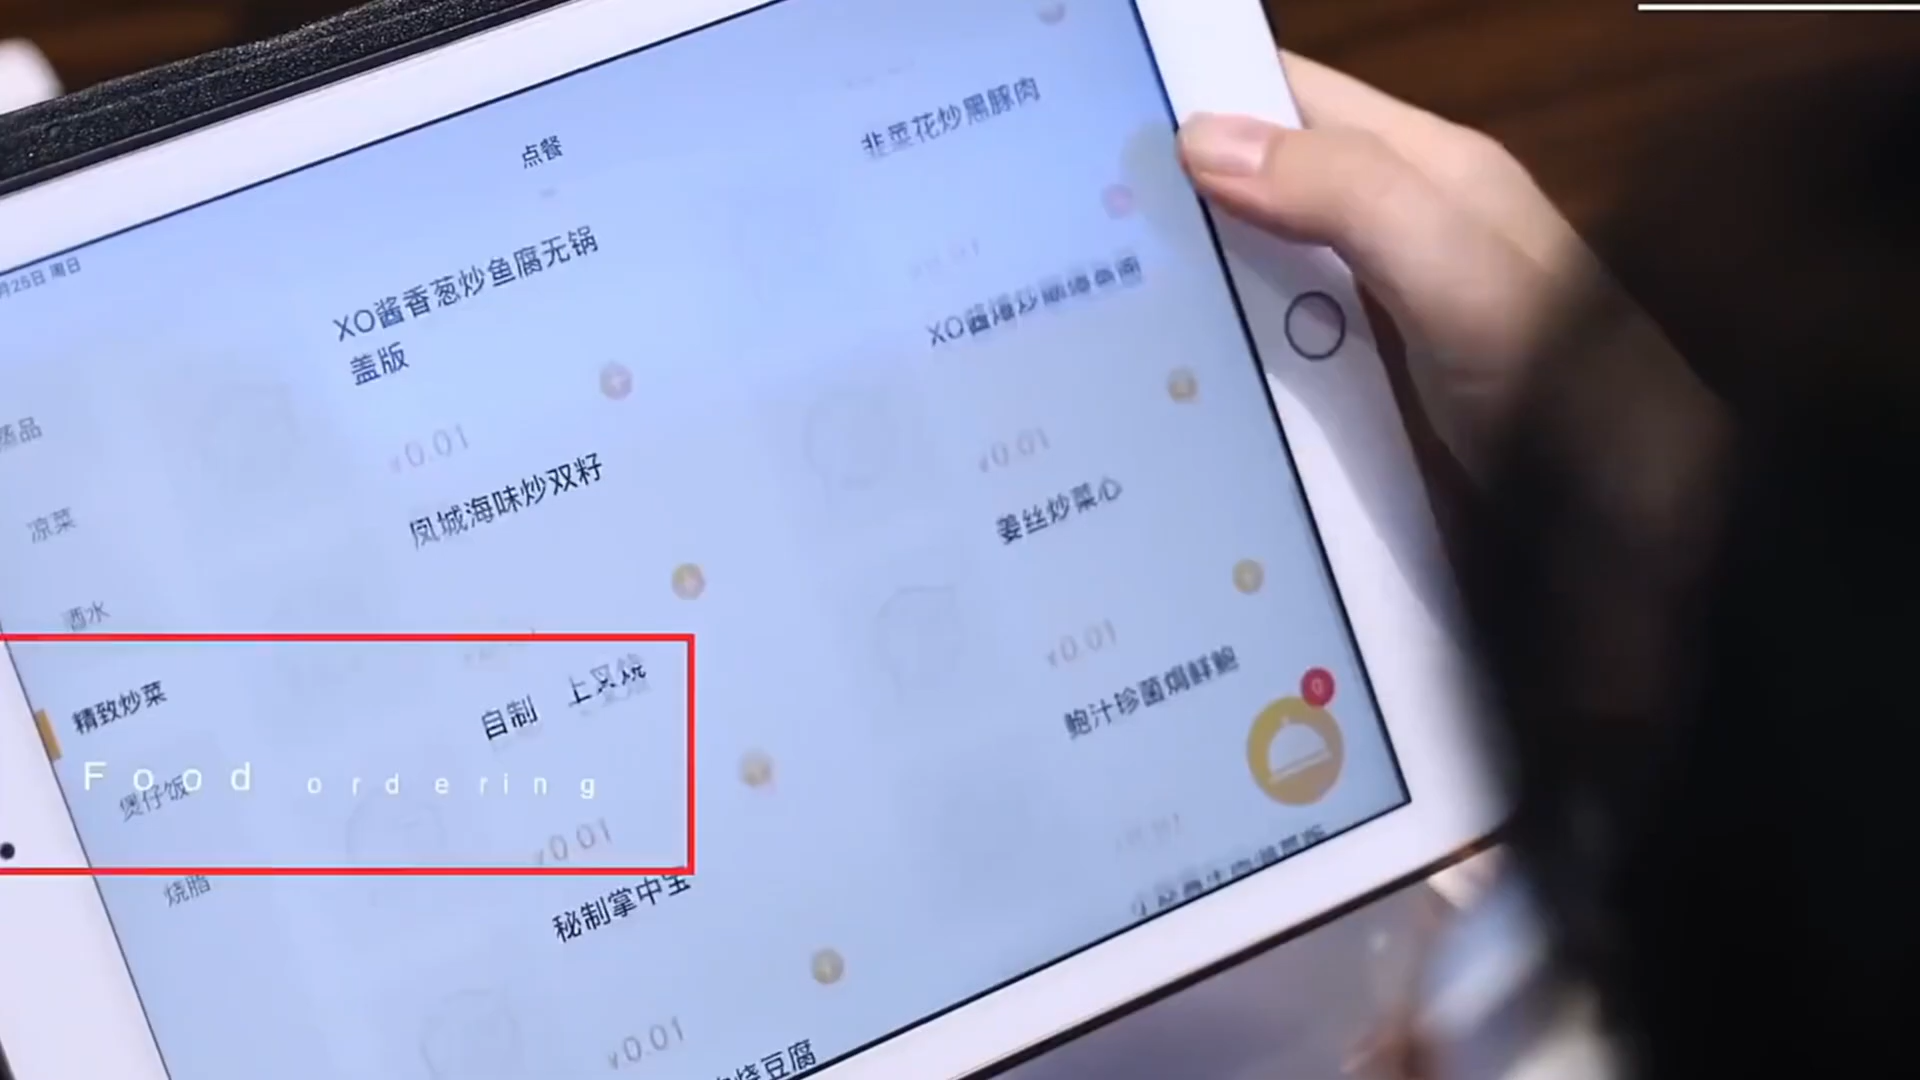 月25日 周日
点餐
蒸品
凉菜
酒水
精致炒菜
煲仔饭
烧腊
XO酱香葱炒鱼腐无锅
盖版
¥0.01
凤城海味炒双籽
自制 上叉烧
¥0.01
秘制掌中宝
¥0.01
烧豆腐
韭菜花炒黑豚肉
¥0.01
姜丝炒菜心
¥0.01
鲍汁珍菌焗鲜鲍
0
Food ordering